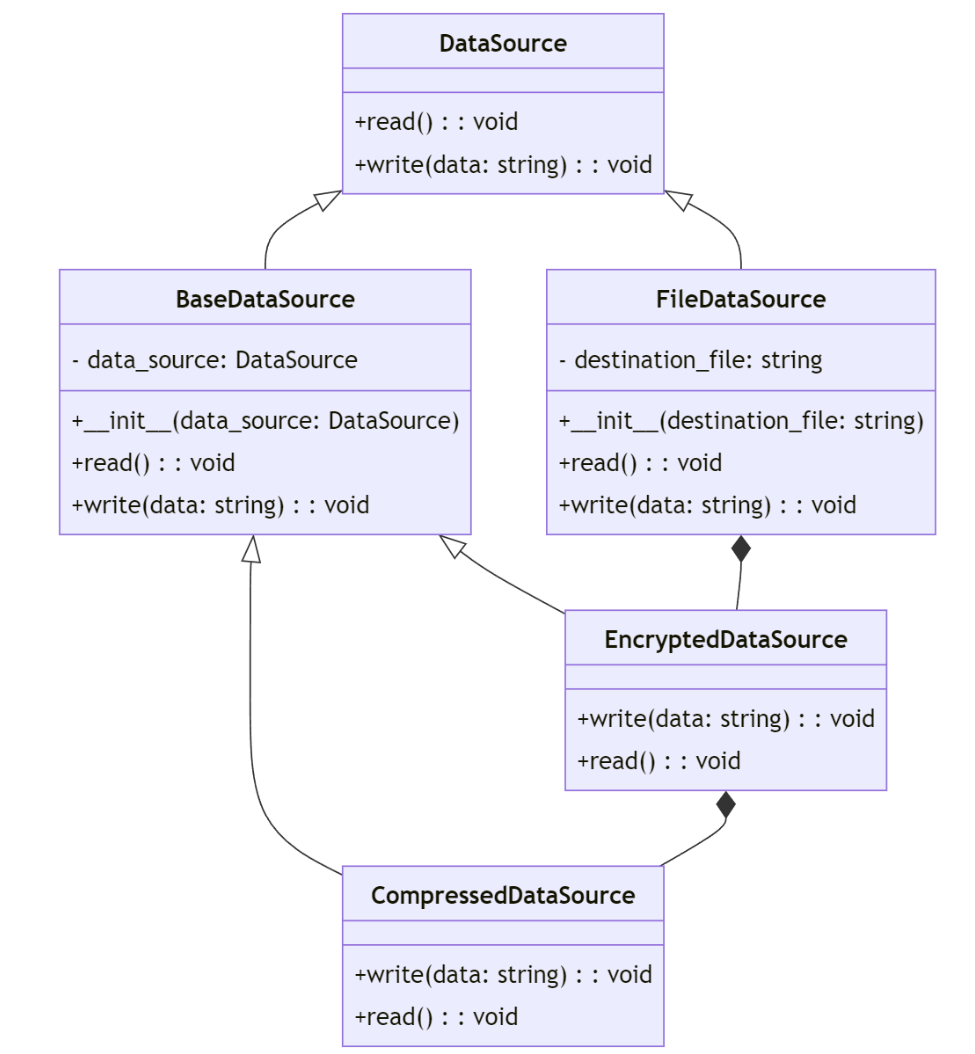 DataSource
+read() : : void
+write(data: string) : : void
BaseDataSource
- data_source: DataSource
+__init__(data_source: DataSource)
+read() : : void
+write(data: string) : : void
FileDataSource
- destination_file: string
+__init__(destination_file: string)
+read() : : void
+write(data: string) : : void
EncryptedDataSource
+write(data: string) : : void
+read() : : void
CompressedDataSource
+write(data: string) : : void
+read() : : void